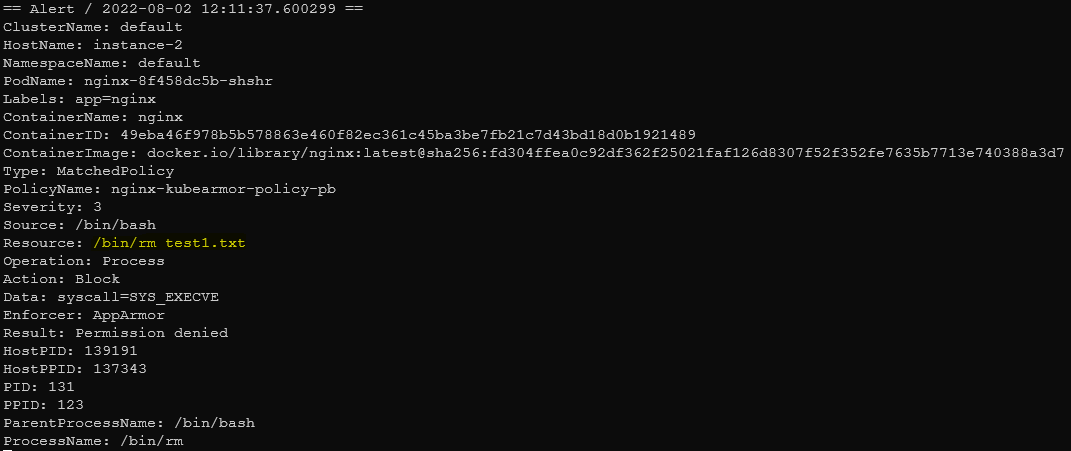 == Alert / 2022-08-02 12:11:37.600299 ==
ClusterName: default
HostName: instance-2
NamespaceName: default
PodName: nginx-8f458dc5b-shshr
Labels: app=nginx
ContainerName: nginx
ContainerID: 49eba46f978b5b578863e460f82ec361c45ba3be7fb21c7d43bd18d0b1921489
ContainerImage: docker.io/library/nginx:latest@sha256:fd304ffea0c92df362f25021faf126d8307f52f352fe7635b7713e740388a3d7
Type: MatchedPolicy
PolicyName: nginx-kubearmor-policy-pb
Severity: 3
Source: /bin/bash
Resource: /bin/rm test1.txt
Operation: Process
Action: Block
Data: syscall=SYS_EXECVE
Enforcer: AppArmor
Result: Permission denied
HostPID: 139191
HostPPID: 137343
PID: 131
PPID: 123
ParentProcessName: /bin/bash
ProcessName: /bin/rm